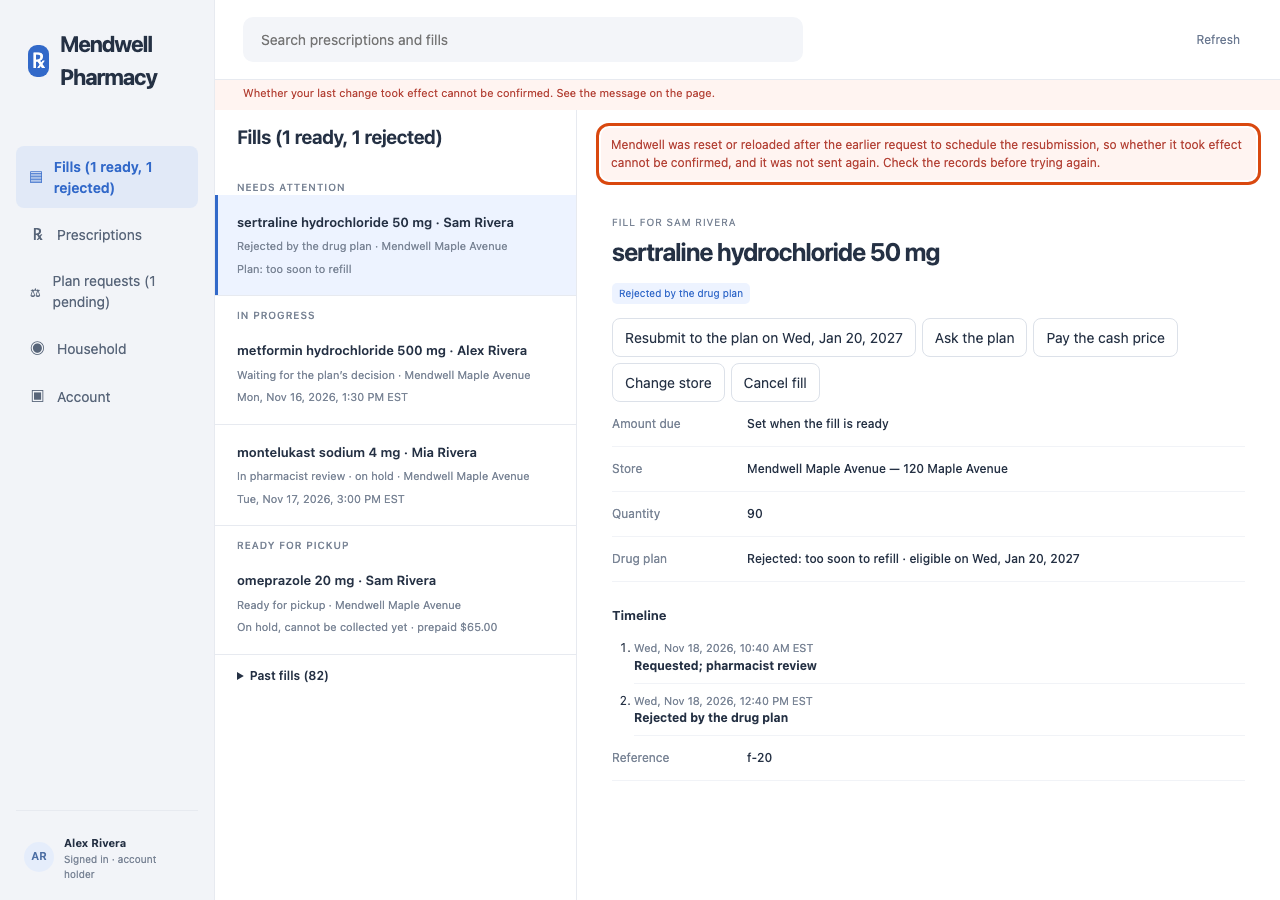 ℞
Mendwell
Pharmacy
Fills (1 ready, 1
rejected)
℞ Prescriptions
Plan requests (1
pending)
Household
Account
AR
Alex Rivera
Signed in · account
holder
Search prescriptions and fills
Refresh
Whether your last change took effect cannot be confirmed. See the message on the page.
Fills (1 ready, 1 rejected)
NEEDS ATTENTION
sertraline hydrochloride 50 mg · Sam Rivera
Rejected by the drug plan · Mendwell Maple Avenue
Plan: too soon to refill
IN PROGRESS
metformin hydrochloride 500 mg · Alex Rivera
Waiting for the plan’s decision · Mendwell Maple Avenue
Mon, Nov 16, 2026, 1:30 PM EST
montelukast sodium 4 mg · Mia Rivera
In pharmacist review · on hold · Mendwell Maple Avenue
Tue, Nov 17, 2026, 3:00 PM EST
READY FOR PICKUP
omeprazole 20 mg · Sam Rivera
Ready for pickup · Mendwell Maple Avenue
On hold, cannot be collected yet · prepaid $65.00
Past fills (82)
Mendwell was reset or reloaded after the earlier request to schedule the resubmission, so whether it took effect
cannot be confirmed, and it was not sent again. Check the records before trying again.
FILL FOR SAM RIVERA
sertraline hydrochloride 50 mg
Rejected by the drug plan
Resubmit to the plan on Wed, Jan 20, 2027
Ask the plan
Pay the cash price
Change store
Cancel fill
Amount due Set when the fill is ready
Store Mendwell Maple Avenue — 120 Maple Avenue
Quantity 90
Drug plan Rejected: too soon to refill · eligible on Wed, Jan 20, 2027
Timeline
1. Wed, Nov 18, 2026, 10:40 AM EST
Requested; pharmacist review
2. Wed, Nov 18, 2026, 12:40 PM EST
Rejected by the drug plan
Reference f-20